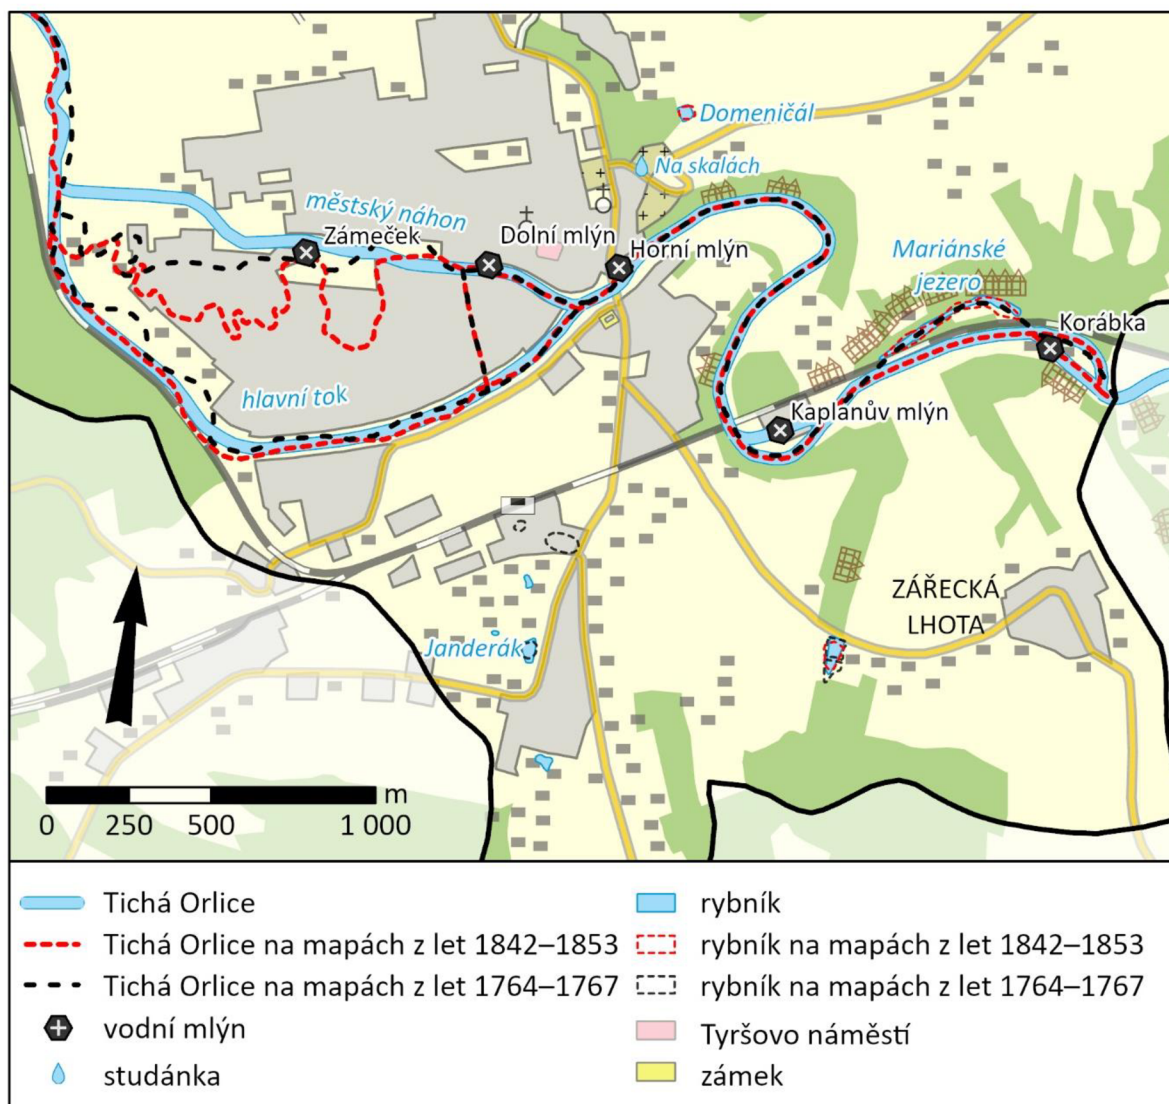 Domeničál
Na skalách
městský náhon
Zámeček
Dolní mlýn
Horní mlýn
Mariánské
jezero
Korábka
hlavní tok
Kaplanův mlýn
ZÁŘECKÁ
LHOTA
Janderák
m
0 250 500 1 000
Tichá Orlice
Tichá Orlice na mapách z let 1842–1853
Tichá Orlice na mapách z let 1764–1767
vodní mlýn
studánka
rybník
rybník na mapách z let 1842–1853
rybník na mapách z let 1764–1767
Tyršovo náměstí
zámek